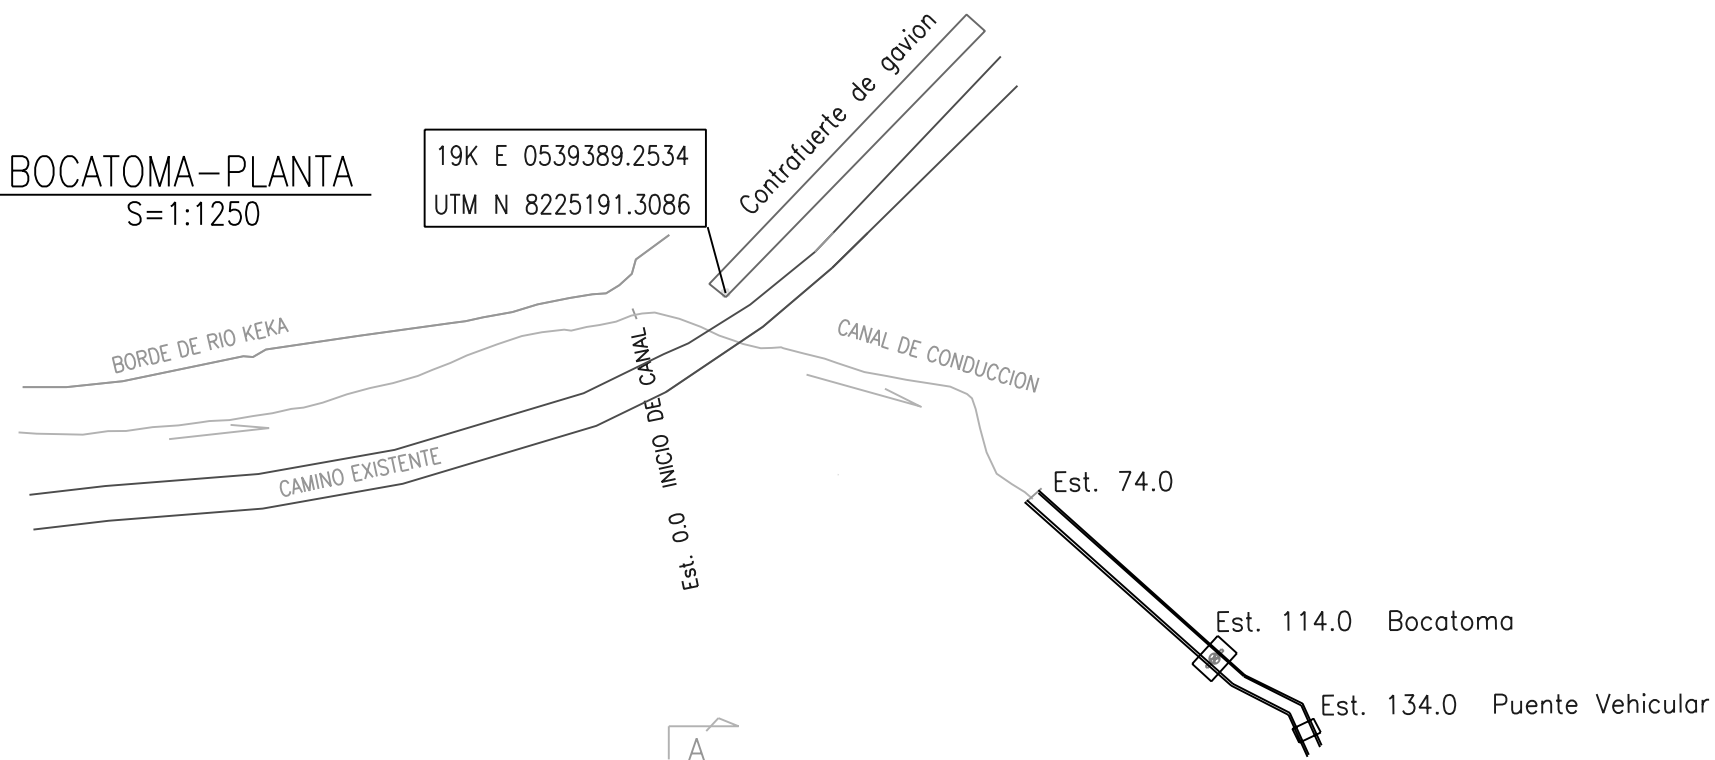 BOCATOMA-PLANTA
S=1:1250
19K E 0539389.2534
UTM N 8225191.3086
Contrafuerte de gavion
BORDE DE RIO KEKA
CANAL DE CONDUCCION
CAMINO EXISTENTE
Est. 0.0 INICIO DE CANAL
Est. 74.0
Est. 114.0 Bocatoma
Est. 134.0 Puente Vehicular
A